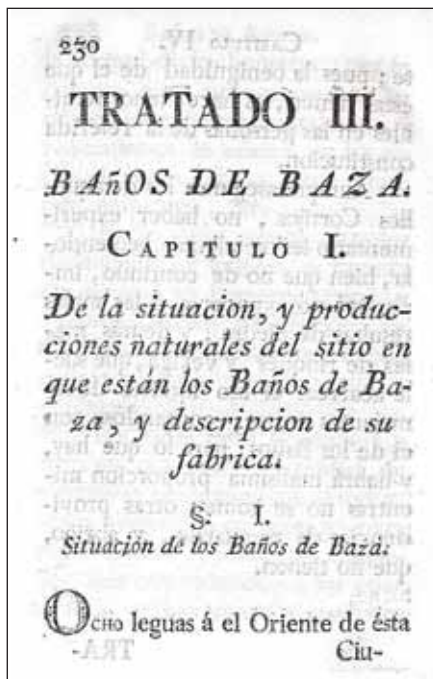 230
TRATADO III.
BAñOS DE BAZA.
CAPITULO I.
De la situacion, y produc-
ciones naturales del sitio en
que están los Baños de Ba-
za, y descripcion de su
fábrica.
§. I.
Situación de los Baños de Baza.
Ocho leguas á el Oriente de ésta
Ciu-